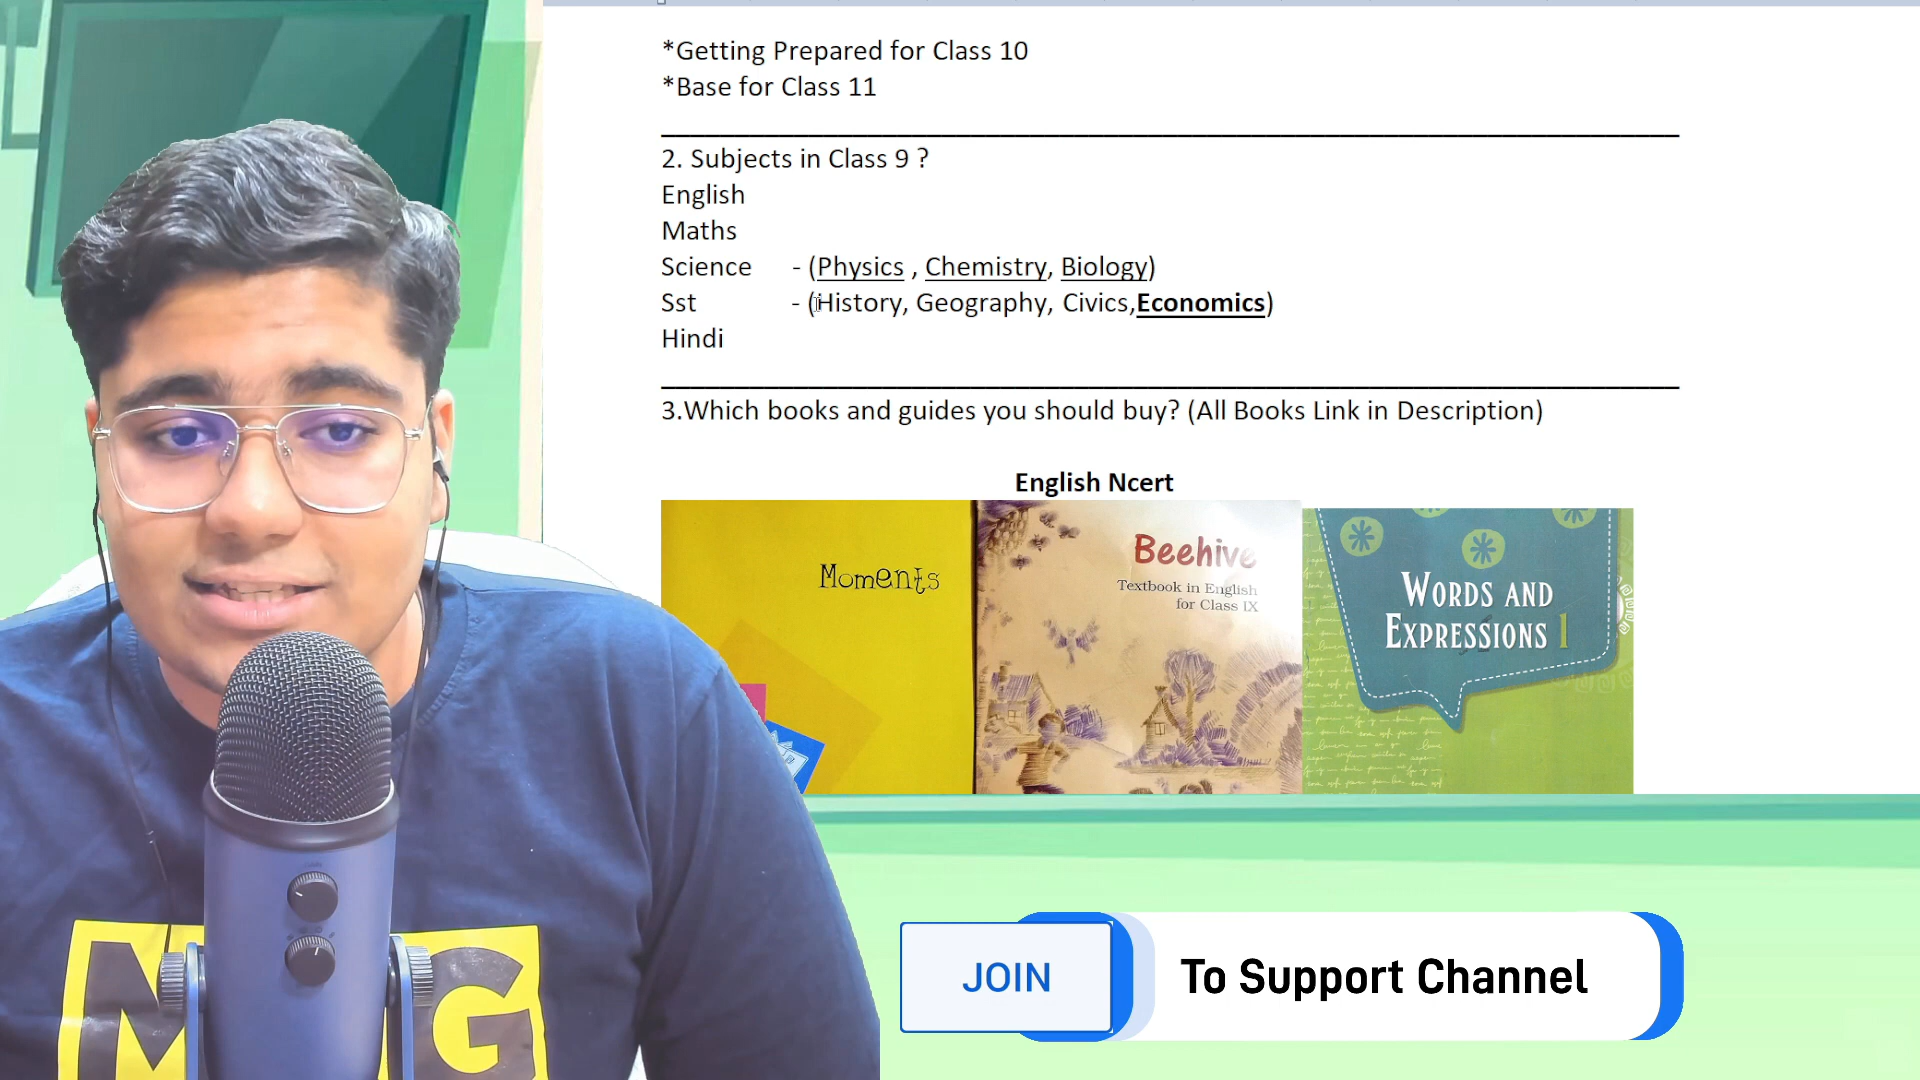 *Getting Prepared for Class 10
*Base for Class 11
2. Subjects in Class 9 ?
English
Maths
Science - (Physics , Chemistry, Biology)
Sst - (History, Geography, Civics,Economics)
Hindi
3.Which books and guides you should buy? (All Books Link in Description)
English Ncert
Moments
Beehive
Textbook in English
for Class IX
WORDS AND
EXPRESSIONS 1
JOIN
To Support Channel